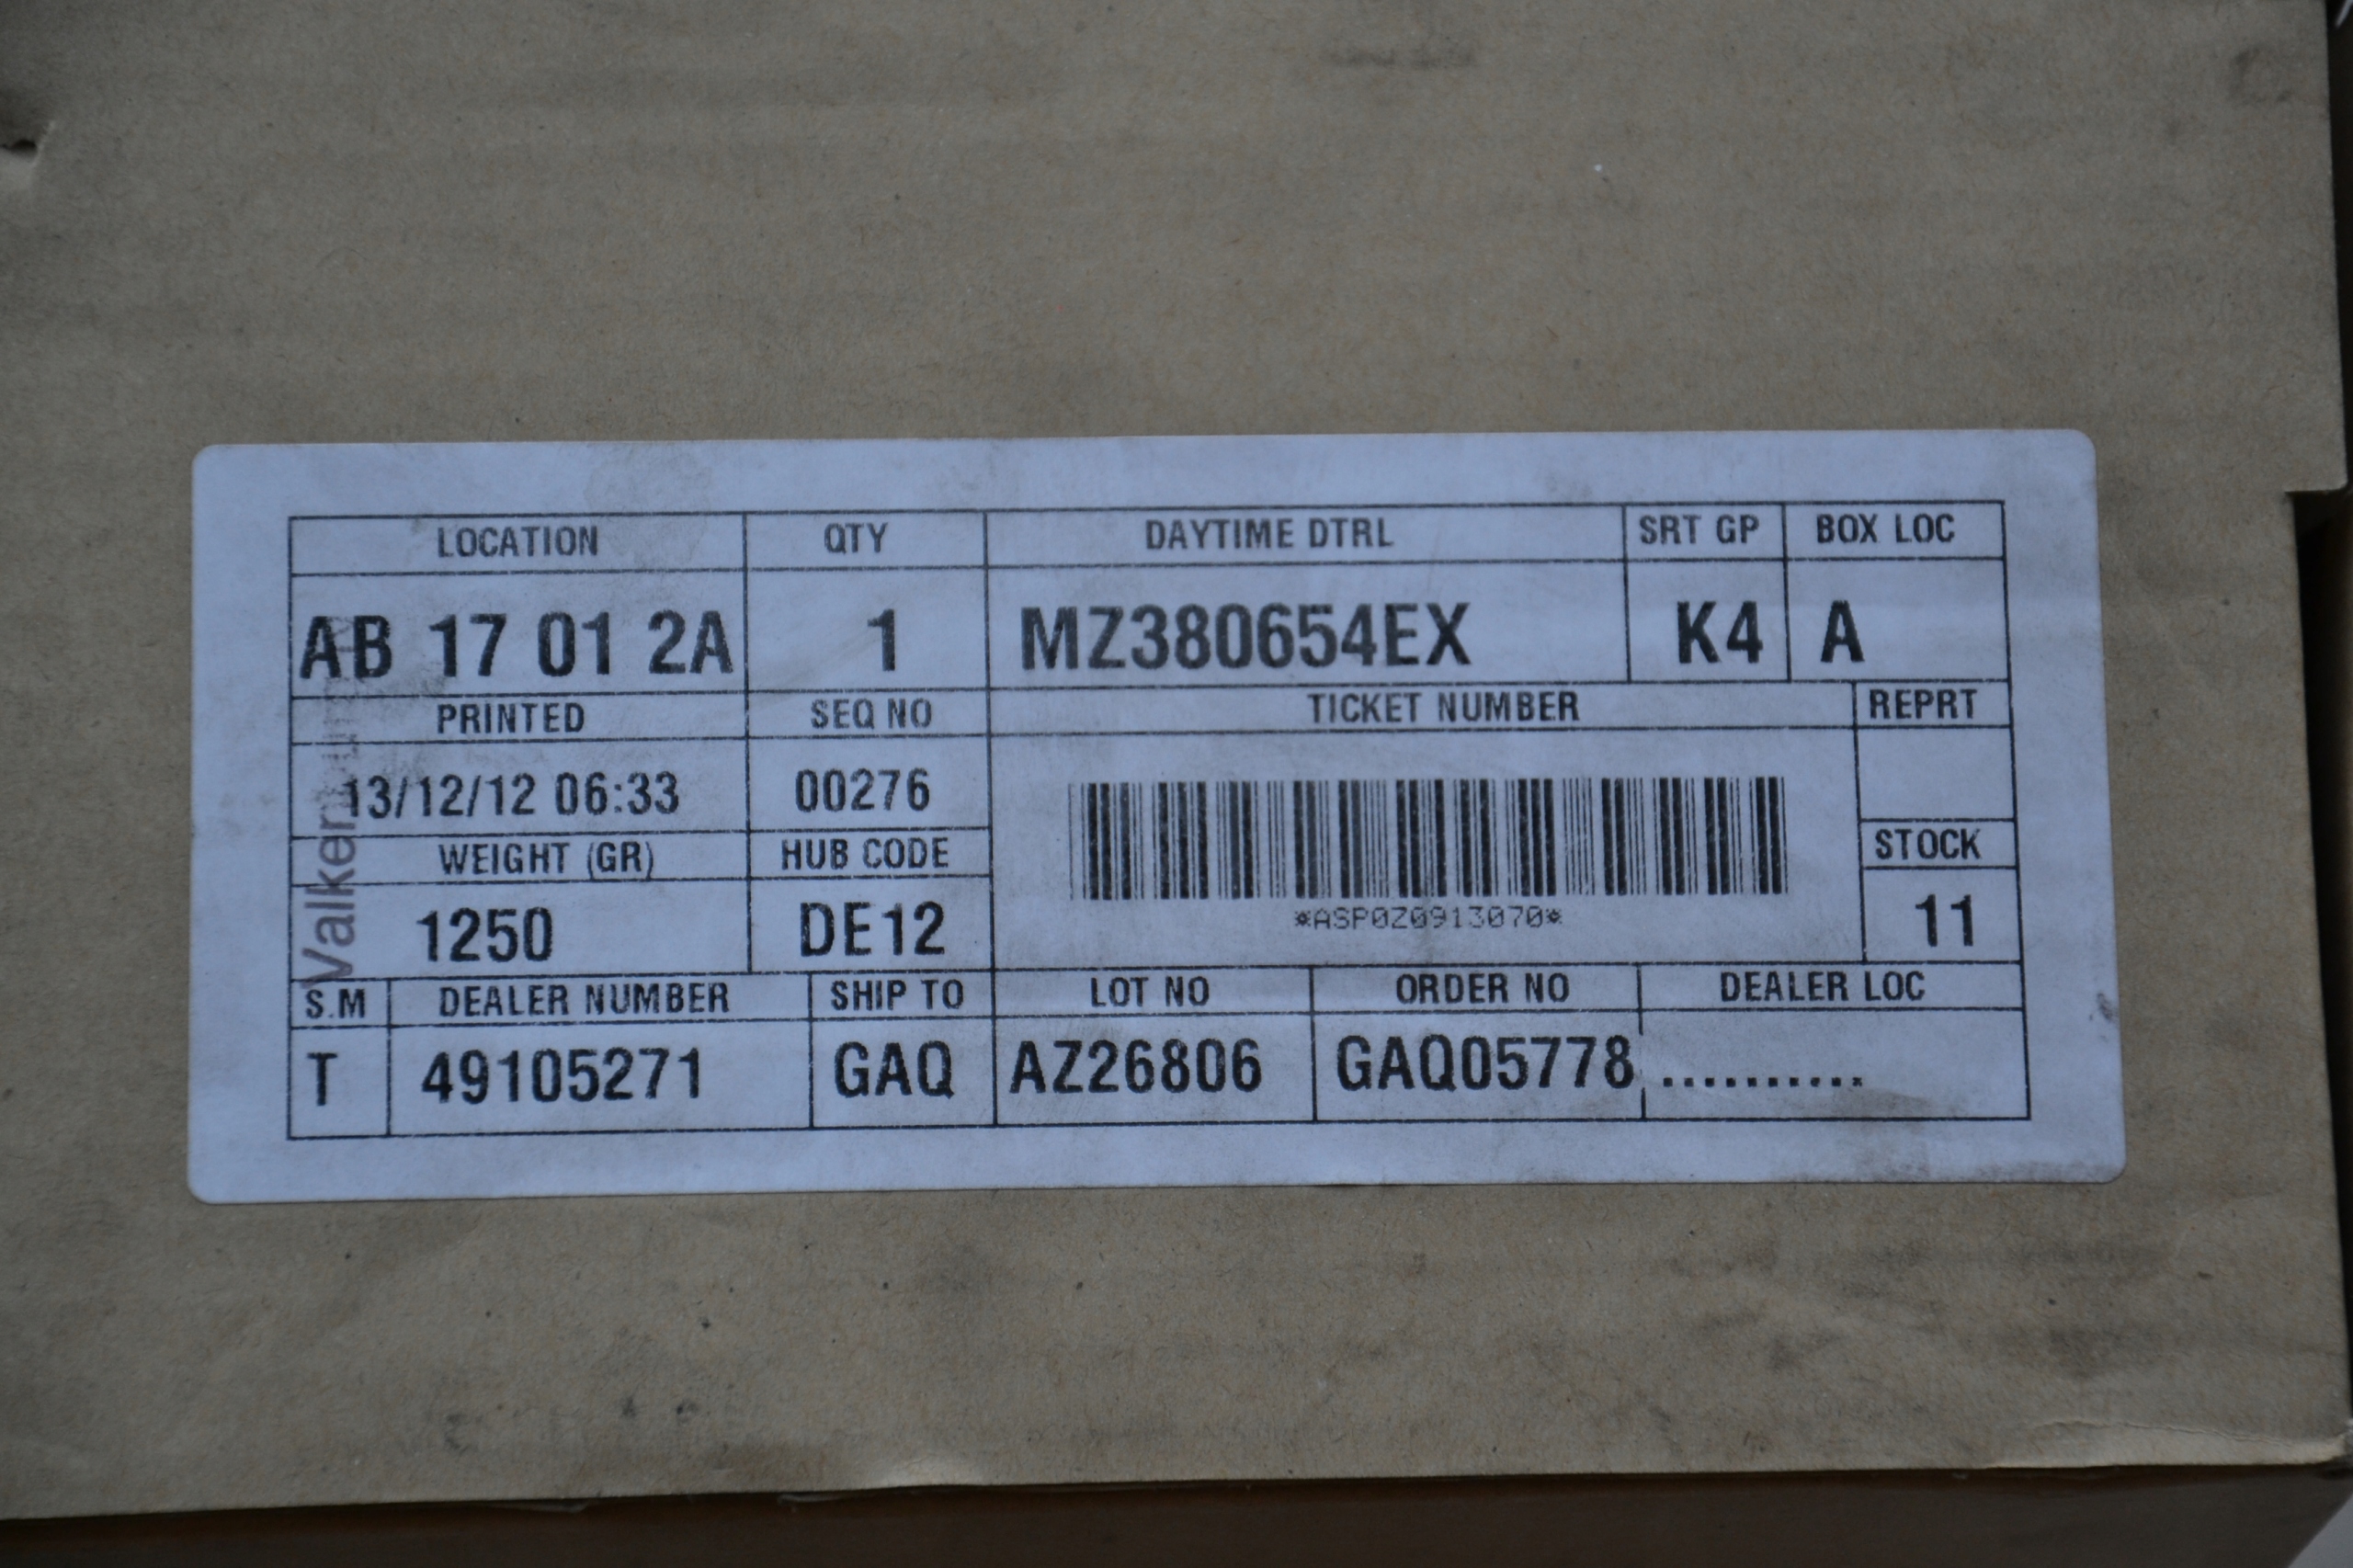 LOCATION QTY DAYTIME DTRL SRT GP BOX LOC
AB 17 01 2A 1 MZ380654EX K4 A
PRINTED SEQ NO TICKET NUMBER REPRT
13/12/12 06:33 00276
WEIGHT (GR) HUB CODE STOCK
1250 DE12 *ASP0Z0913070* 11
S.M DEALER NUMBER SHIP TO LOT NO ORDER NO DEALER LOC
T 49105271 GAQ AZ26806 GAQ05778 ..........